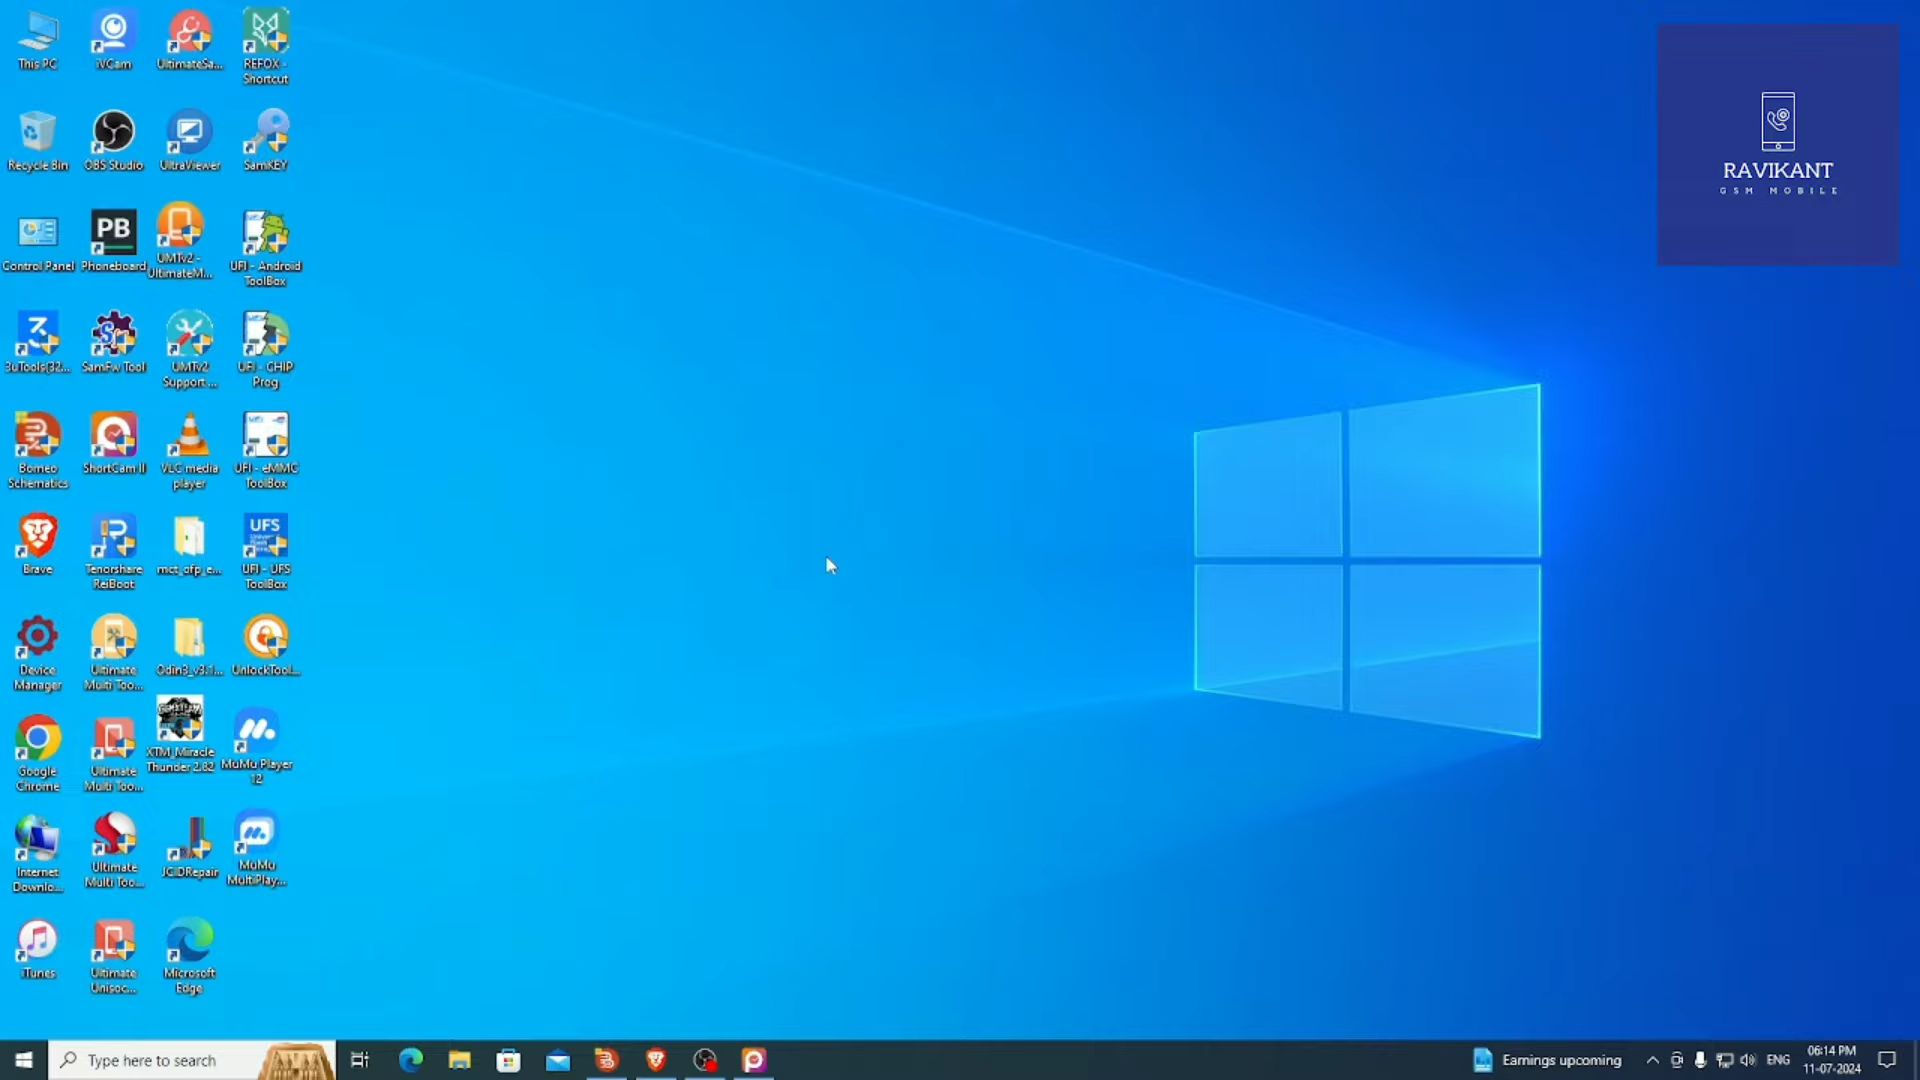 This PC
iVCam
UltimateSa...
REFOX -
Shortcut
Recycle Bin
OBS Studio
UltraViewer
SamKEY
Control Panel
PB
Phoneboard
UMTv2 -
UltimateM...
UFI - Android
ToolBox
3uTools(32...
SamFw Tool
UMTv2
Support ...
UFI - CHIP
Prog
Borneo
Schematics
ShortCam II
VLC media
player
UFI - eMMC
ToolBox
Brave
Tenorshare
ReiBoot
mct_ofp_e...
UFS
UFI - UFS
ToolBox
Device
Manager
Ultimate
Multi Too...
Odin3_v3.1...
UnlockTool...
Google
Chrome
Ultimate
Multi Too...
XTM Miracle
Thunder 2.82
MuMu Player
12
Internet
Downlo...
Ultimate
Multi Too...
JCIDRepair
MuMu
MultiPlay...
iTunes
Ultimate
Unisoc...
Microsoft
Edge
RAVIKANT
GSM MOBILE
Type here to search
Earnings upcoming
ENG
06:14 PM
11-07-2024